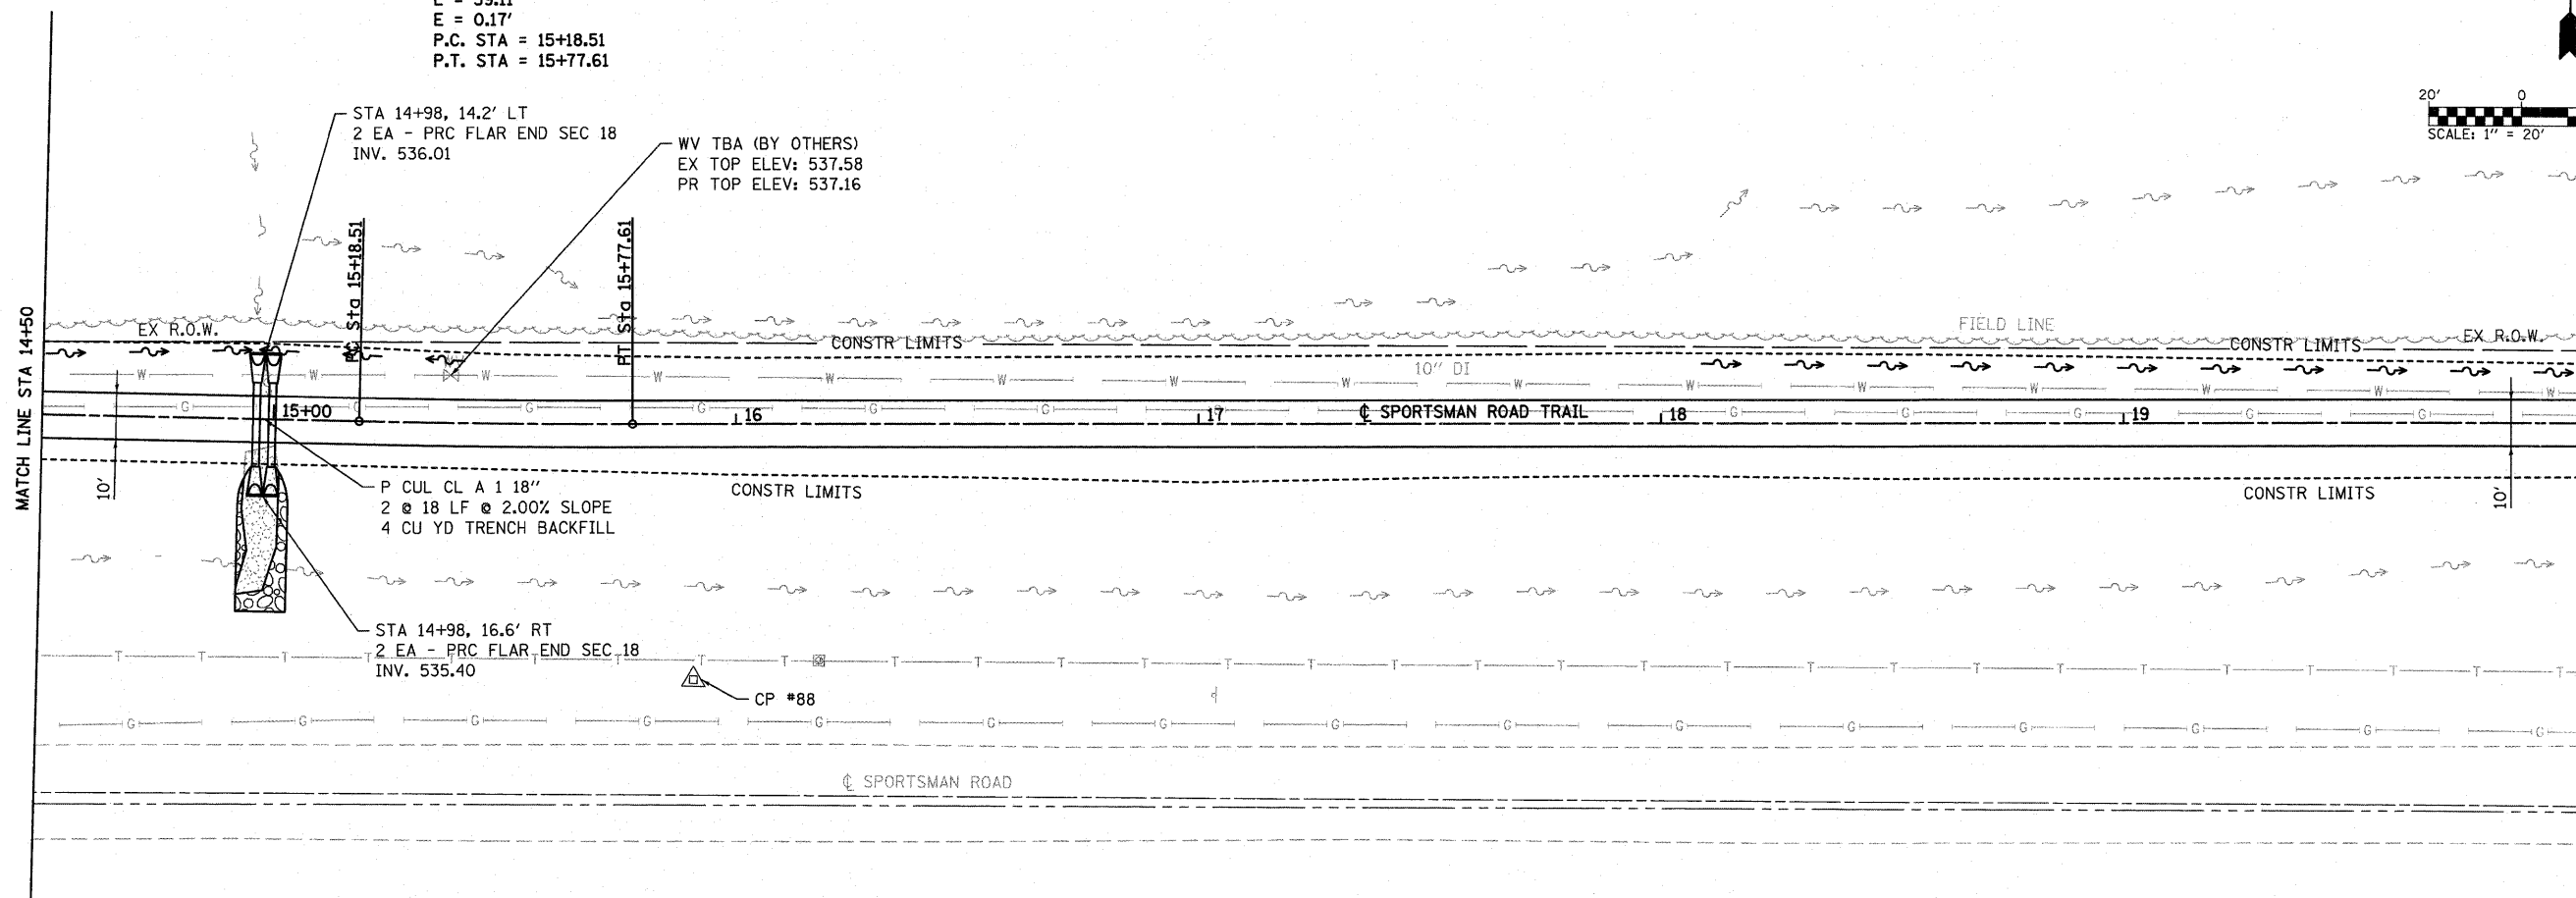 E = 0.17'
P.C. STA = 15+18.51
P.T. STA = 15+77.61
20' 0
SCALE: 1" = 20'
STA 14+98, 14.2' LT
2 EA - PRC FLAR END SEC 18
INV. 536.01
WV TBA (BY OTHERS)
EX TOP ELEV: 537.58
PR TOP ELEV: 537.16
PC Sta 15+18.51
PT Sta 15+77.61
MATCH LINE STA 14+50
EX R.O.W.
CONSTR LIMITS
FIELD LINE
CONSTR LIMITS
EX R.O.W.
10" DI
W W W W W W W W W W W W W W W
G G G G G G G G G G G G
15+00
16
17
℄ SPORTSMAN ROAD TRAIL
18
19
10'
P CUL CL A 1 18"
2 @ 18 LF @ 2.00% SLOPE
4 CU YD TRENCH BACKFILL
CONSTR LIMITS
CONSTR LIMITS
10'
STA 14+98, 16.6' RT
2 EA - PRC FLAR END SEC 18
INV. 535.40
T T T T T T T T T T T T T T T T T T T T T T T T T T T T T T
CP #88
G G G G G G G G G G G G G G G
℄ SPORTSMAN ROAD